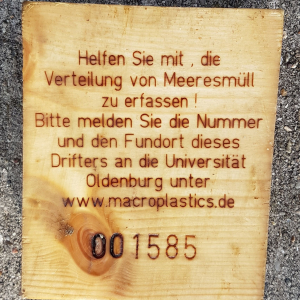 Helfen Sie mit , die
Verteilung von Meeresmüll
zu erfassen !
Bitte melden Sie die Nummer
und den Fundort dieses
Drifters an die Universität
Oldenburg unter
www.macroplastics.de
001585